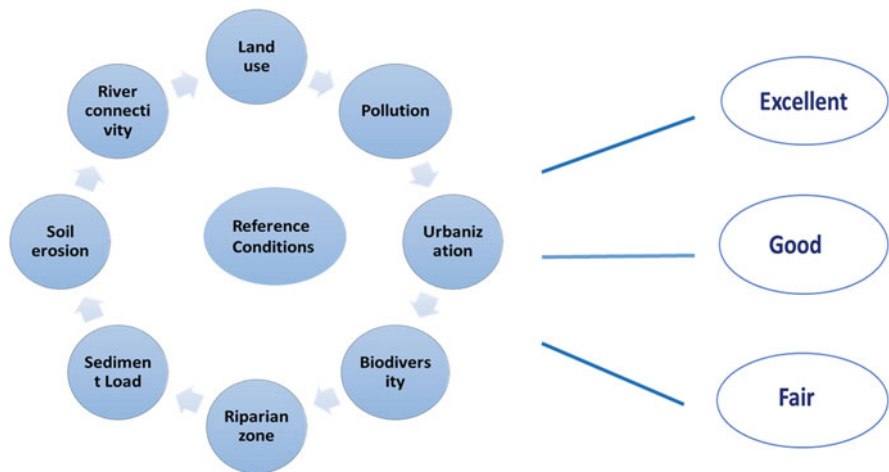 Land
use
Pollution
Urbaniz
ation
Biodivers
ity
Riparian
zone
Sedimen
t Load
Soil
erosion
River
connecti
vity
Reference
Conditions
Excellent
Good
Fair